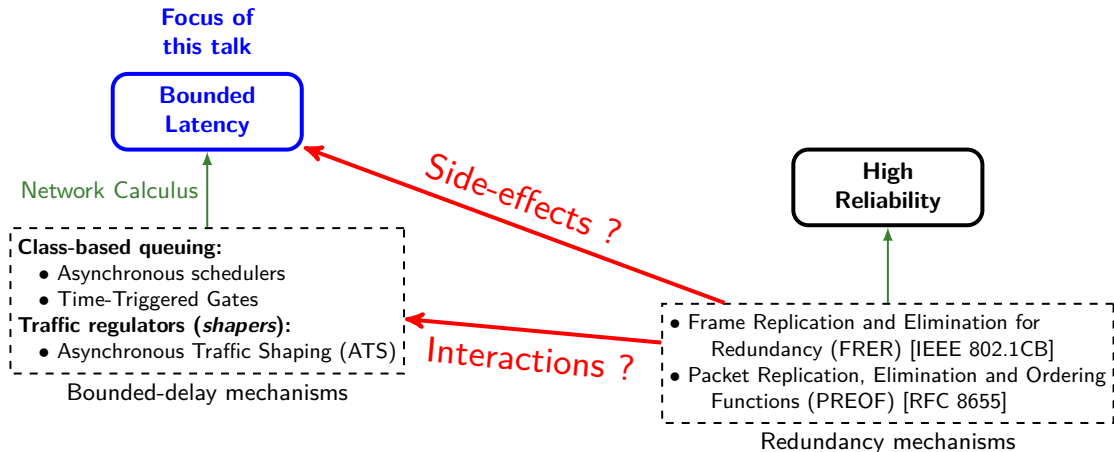 Focus of
this talk
Bounded
Latency
Network Calculus
Class-based queuing:
• Asynchronous schedulers
• Time-Triggered Gates
Traffic regulators (shapers):
• Asynchronous Traffic Shaping (ATS)
Bounded-delay mechanisms
Side-effects ?
Interactions ?
High
Reliability
• Frame Replication and Elimination for
Redundancy (FRER) [IEEE 802.1CB]
• Packet Replication, Elimination and Ordering
Functions (PREOF) [RFC 8655]
Redundancy mechanisms